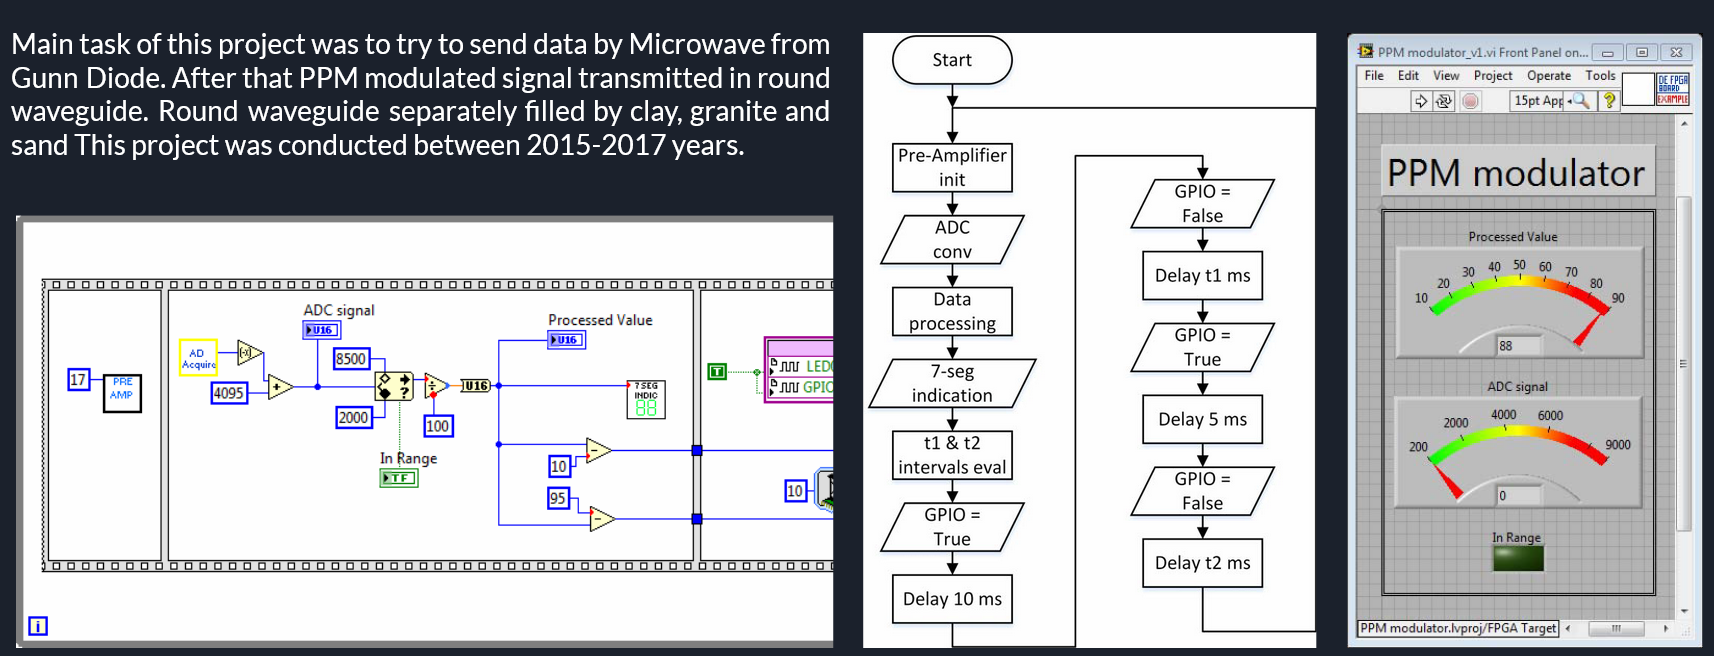 Main task of this project was to try to send data by Microwave from
Gunn Diode. After that PPM modulated signal transmitted in round
waveguide. Round waveguide separately filled by clay, granite and
sand This project was conducted between 2015-2017 years.
ADC signal
U16
Processed Value
U16
AD
Acquire
(-x)
8500
17
PRE
AMP
4095
+
?
÷
U16
7 SEG
INDIC
88
2000
100
T
LED
GPIO
In Range
TF
10
-
95
-
10
i
Start
Pre-Amplifier
init
ADC
conv
Data
processing
7-seg
indication
t1 & t2
intervals eval
GPIO =
True
Delay 10 ms
GPIO =
False
Delay t1 ms
GPIO =
True
Delay 5 ms
GPIO =
False
Delay t2 ms
PPM modulator_v1.vi Front Panel on...
File Edit View Project Operate Tools
15pt App
?
DE FPGA
BOARD
EXAMPLE
PPM modulator
Processed Value
10 20 30 40 50 60 70 80 90
88
ADC signal
200 2000 4000 6000 9000
0
In Range
PPM modulator.lvproj/FPGA Target